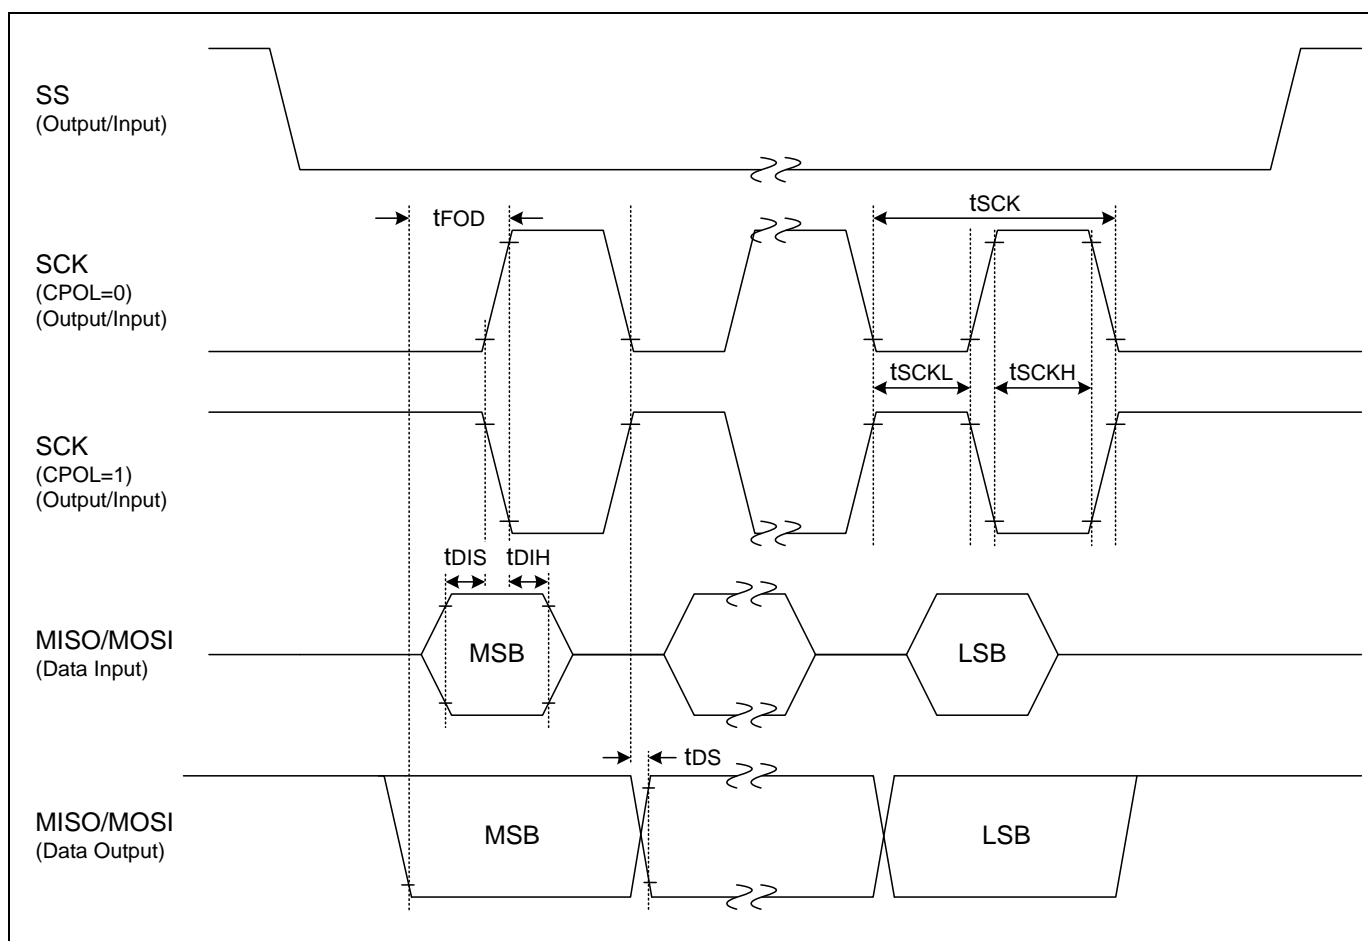 SS
(Output/Input)
tFOD
tSCK
SCK
(CPOL=0)
(Output/Input)
tSCKL
tSCKH
SCK
(CPOL=1)
(Output/Input)
tDIS
tDIH
MISO/MOSI
(Data Input)
MSB
LSB
tDS
MISO/MOSI
(Data Output)
MSB
LSB